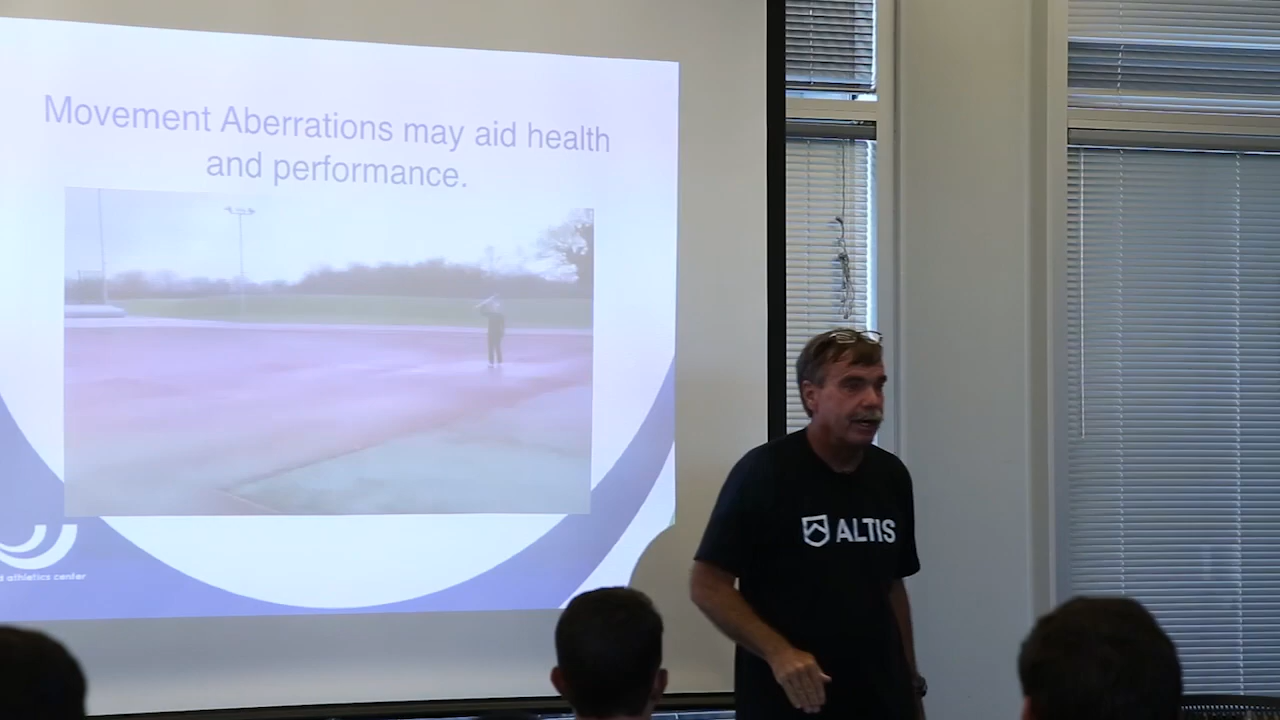 Movement Aberrations may aid health
and performance.
athletics center
ALTIS